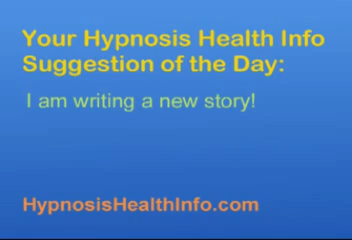 Your Hypnosis Health Info
Suggestion of the Day:
I am writing a new story!
HypnosisHealthInfo.com